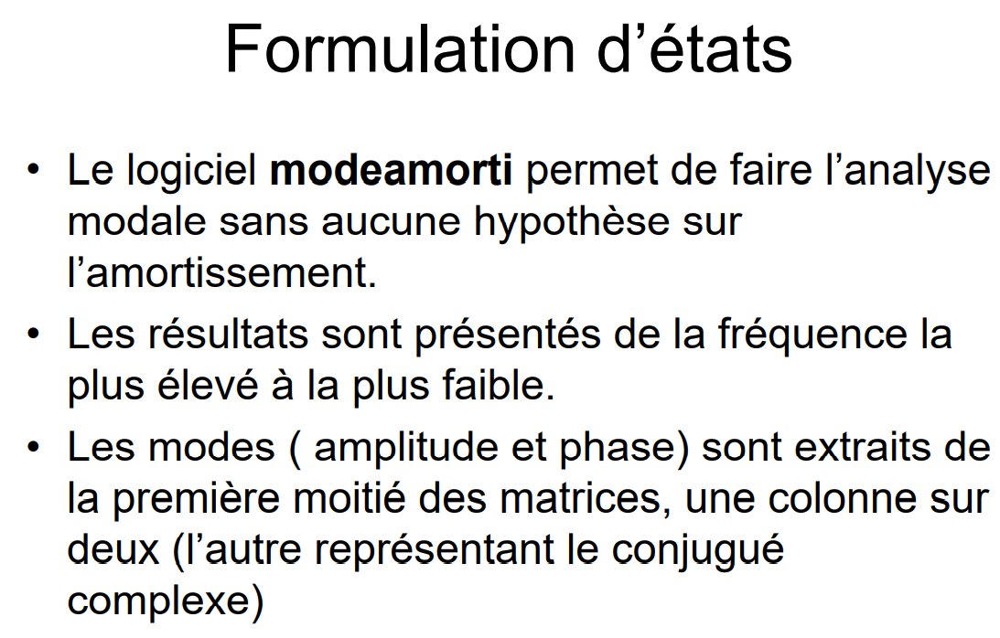 Formulation d’états
• Le logiciel modeamorti permet de faire l’analyse
modale sans aucune hypothèse sur
l’amortissement.
• Les résultats sont présentés de la fréquence la
plus élevé à la plus faible.
• Les modes ( amplitude et phase) sont extraits de
la première moitié des matrices, une colonne sur
deux (l’autre représentant le conjugué
complexe)